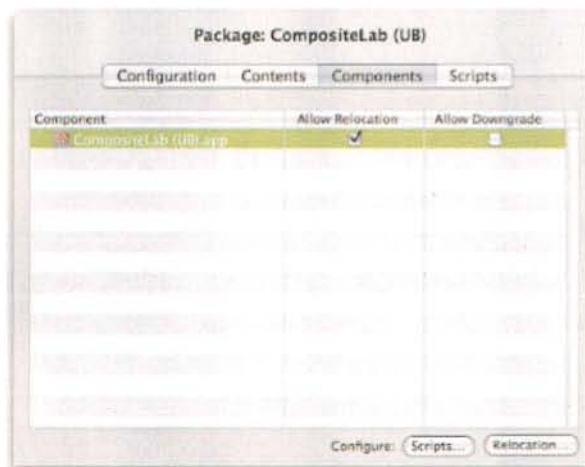 Package: CompositeLab (UB)
Configuration Contents Components Scripts
Component Allow Relocation Allow Downgrade
CompositeLab (UB).app
Configure: Scripts... Relocation...